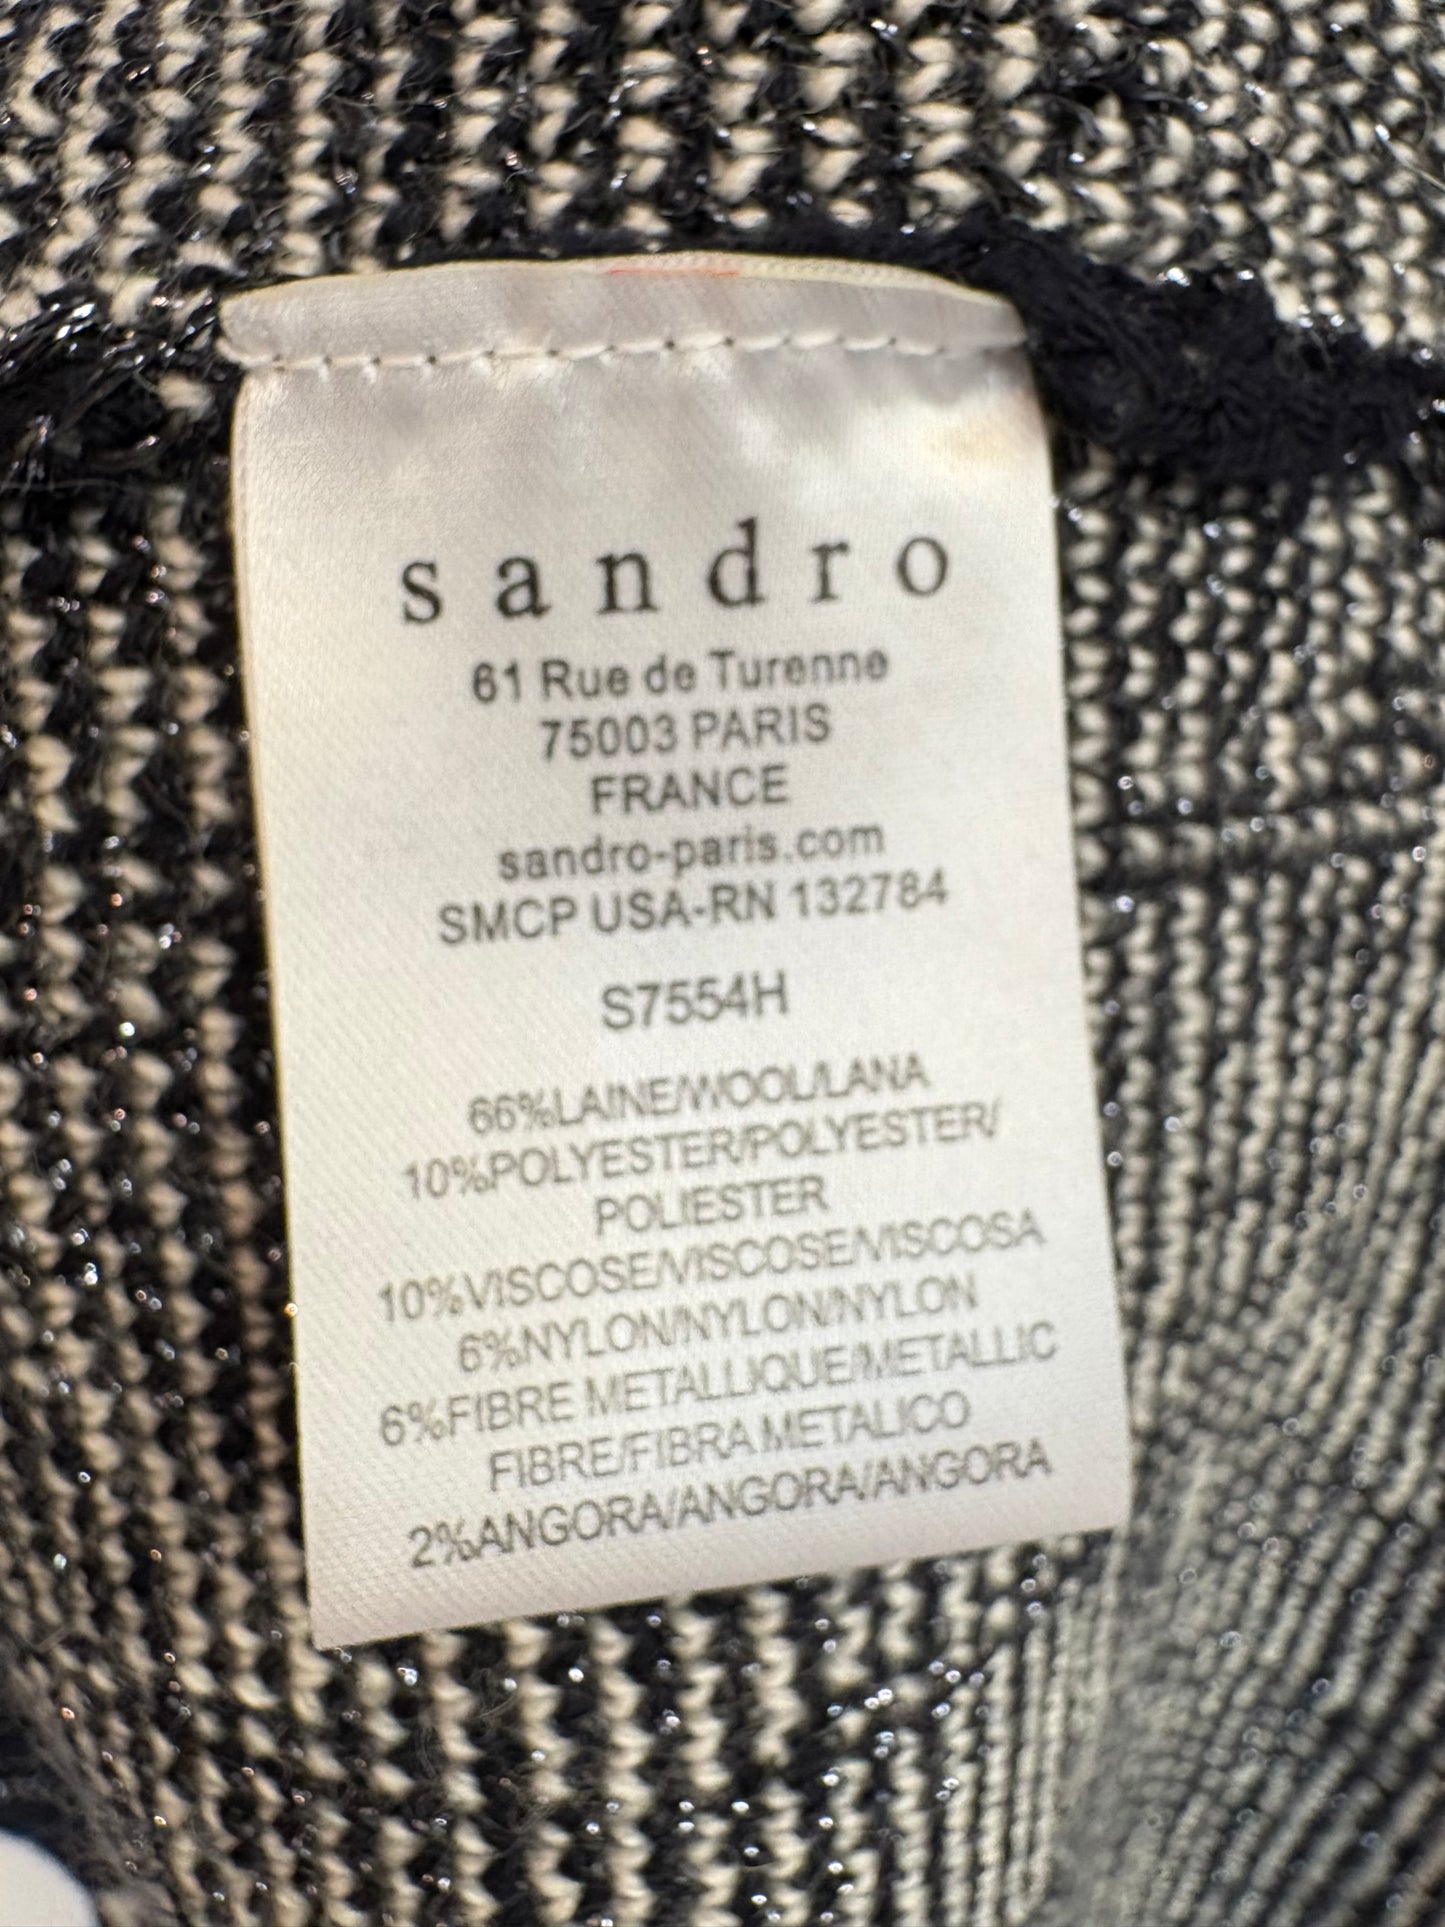 sandro
61 Rue de Turenne
75003 PARIS
FRANCE
sandro-paris.com
SMCP USA-RN 132784
S7554H
66%LAINE/WOOL/LANA
10%POLYESTER/POLYESTER/
POLIESTER
10%VISCOSE/VISCOSE/VISCOSA
6%NYLON/NYLON/NYLON
6%FIBRE METALLIQUE/METALLIC
FIBRE/FIBRA METALICO
2%ANGORA/ANGORA/ANGORA